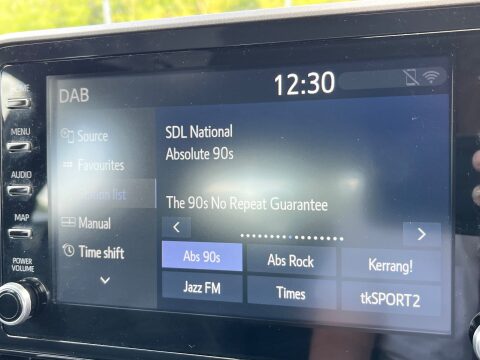 12:30
DAB
HOME
MENU
AUDIO
MAP
POWER
VOLUME
Source
Favourites
Station list
Manual
Time shift
SDL National
Absolute 90s
The 90s No Repeat Guarantee
Abs 90s
Abs Rock
Kerrang!
Jazz FM
Times
tkSPORT2